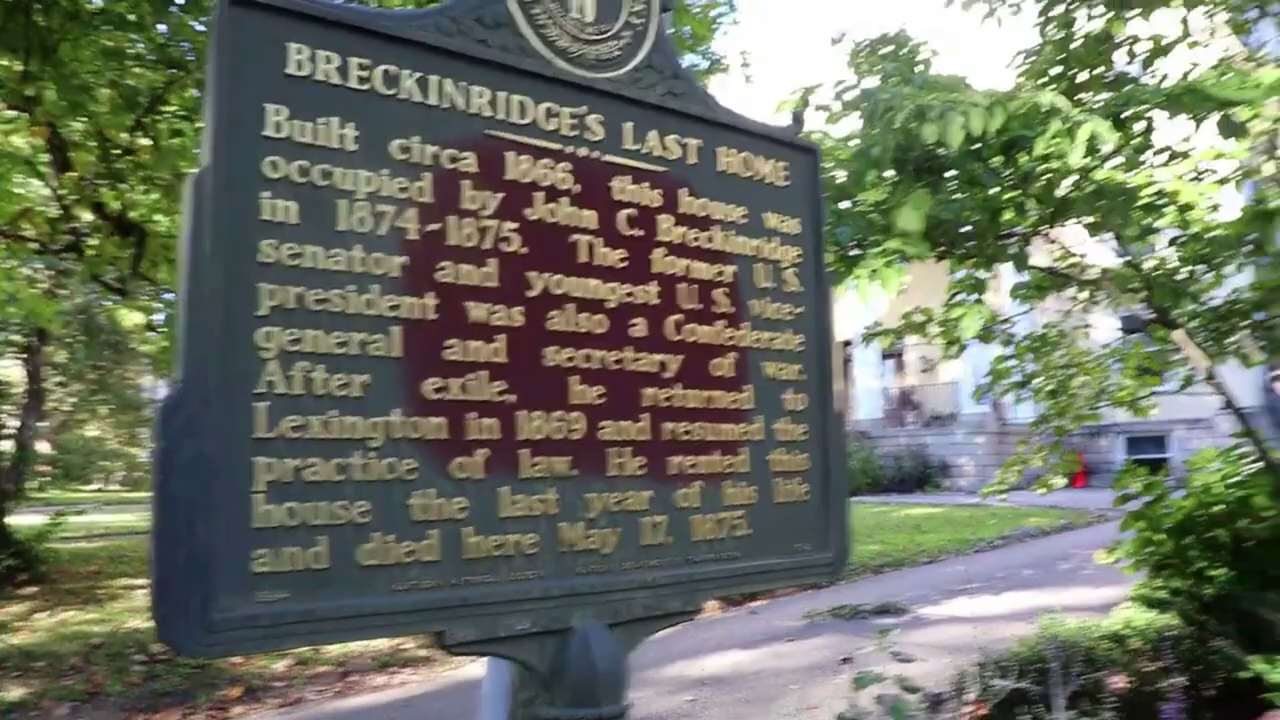 BRECKINRIDGE'S LAST HOME
Built circa 1866, this house was
occupied by John C. Breckinridge
in 1874-1875. The former U.S.
senator and youngest U.S. vice-
president was also a Confederate
general and secretary of war.
After exile, he returned to
Lexington in 1869 and resumed the
practice of law. He rented this
house the last year of his life
and died here May 17, 1875.